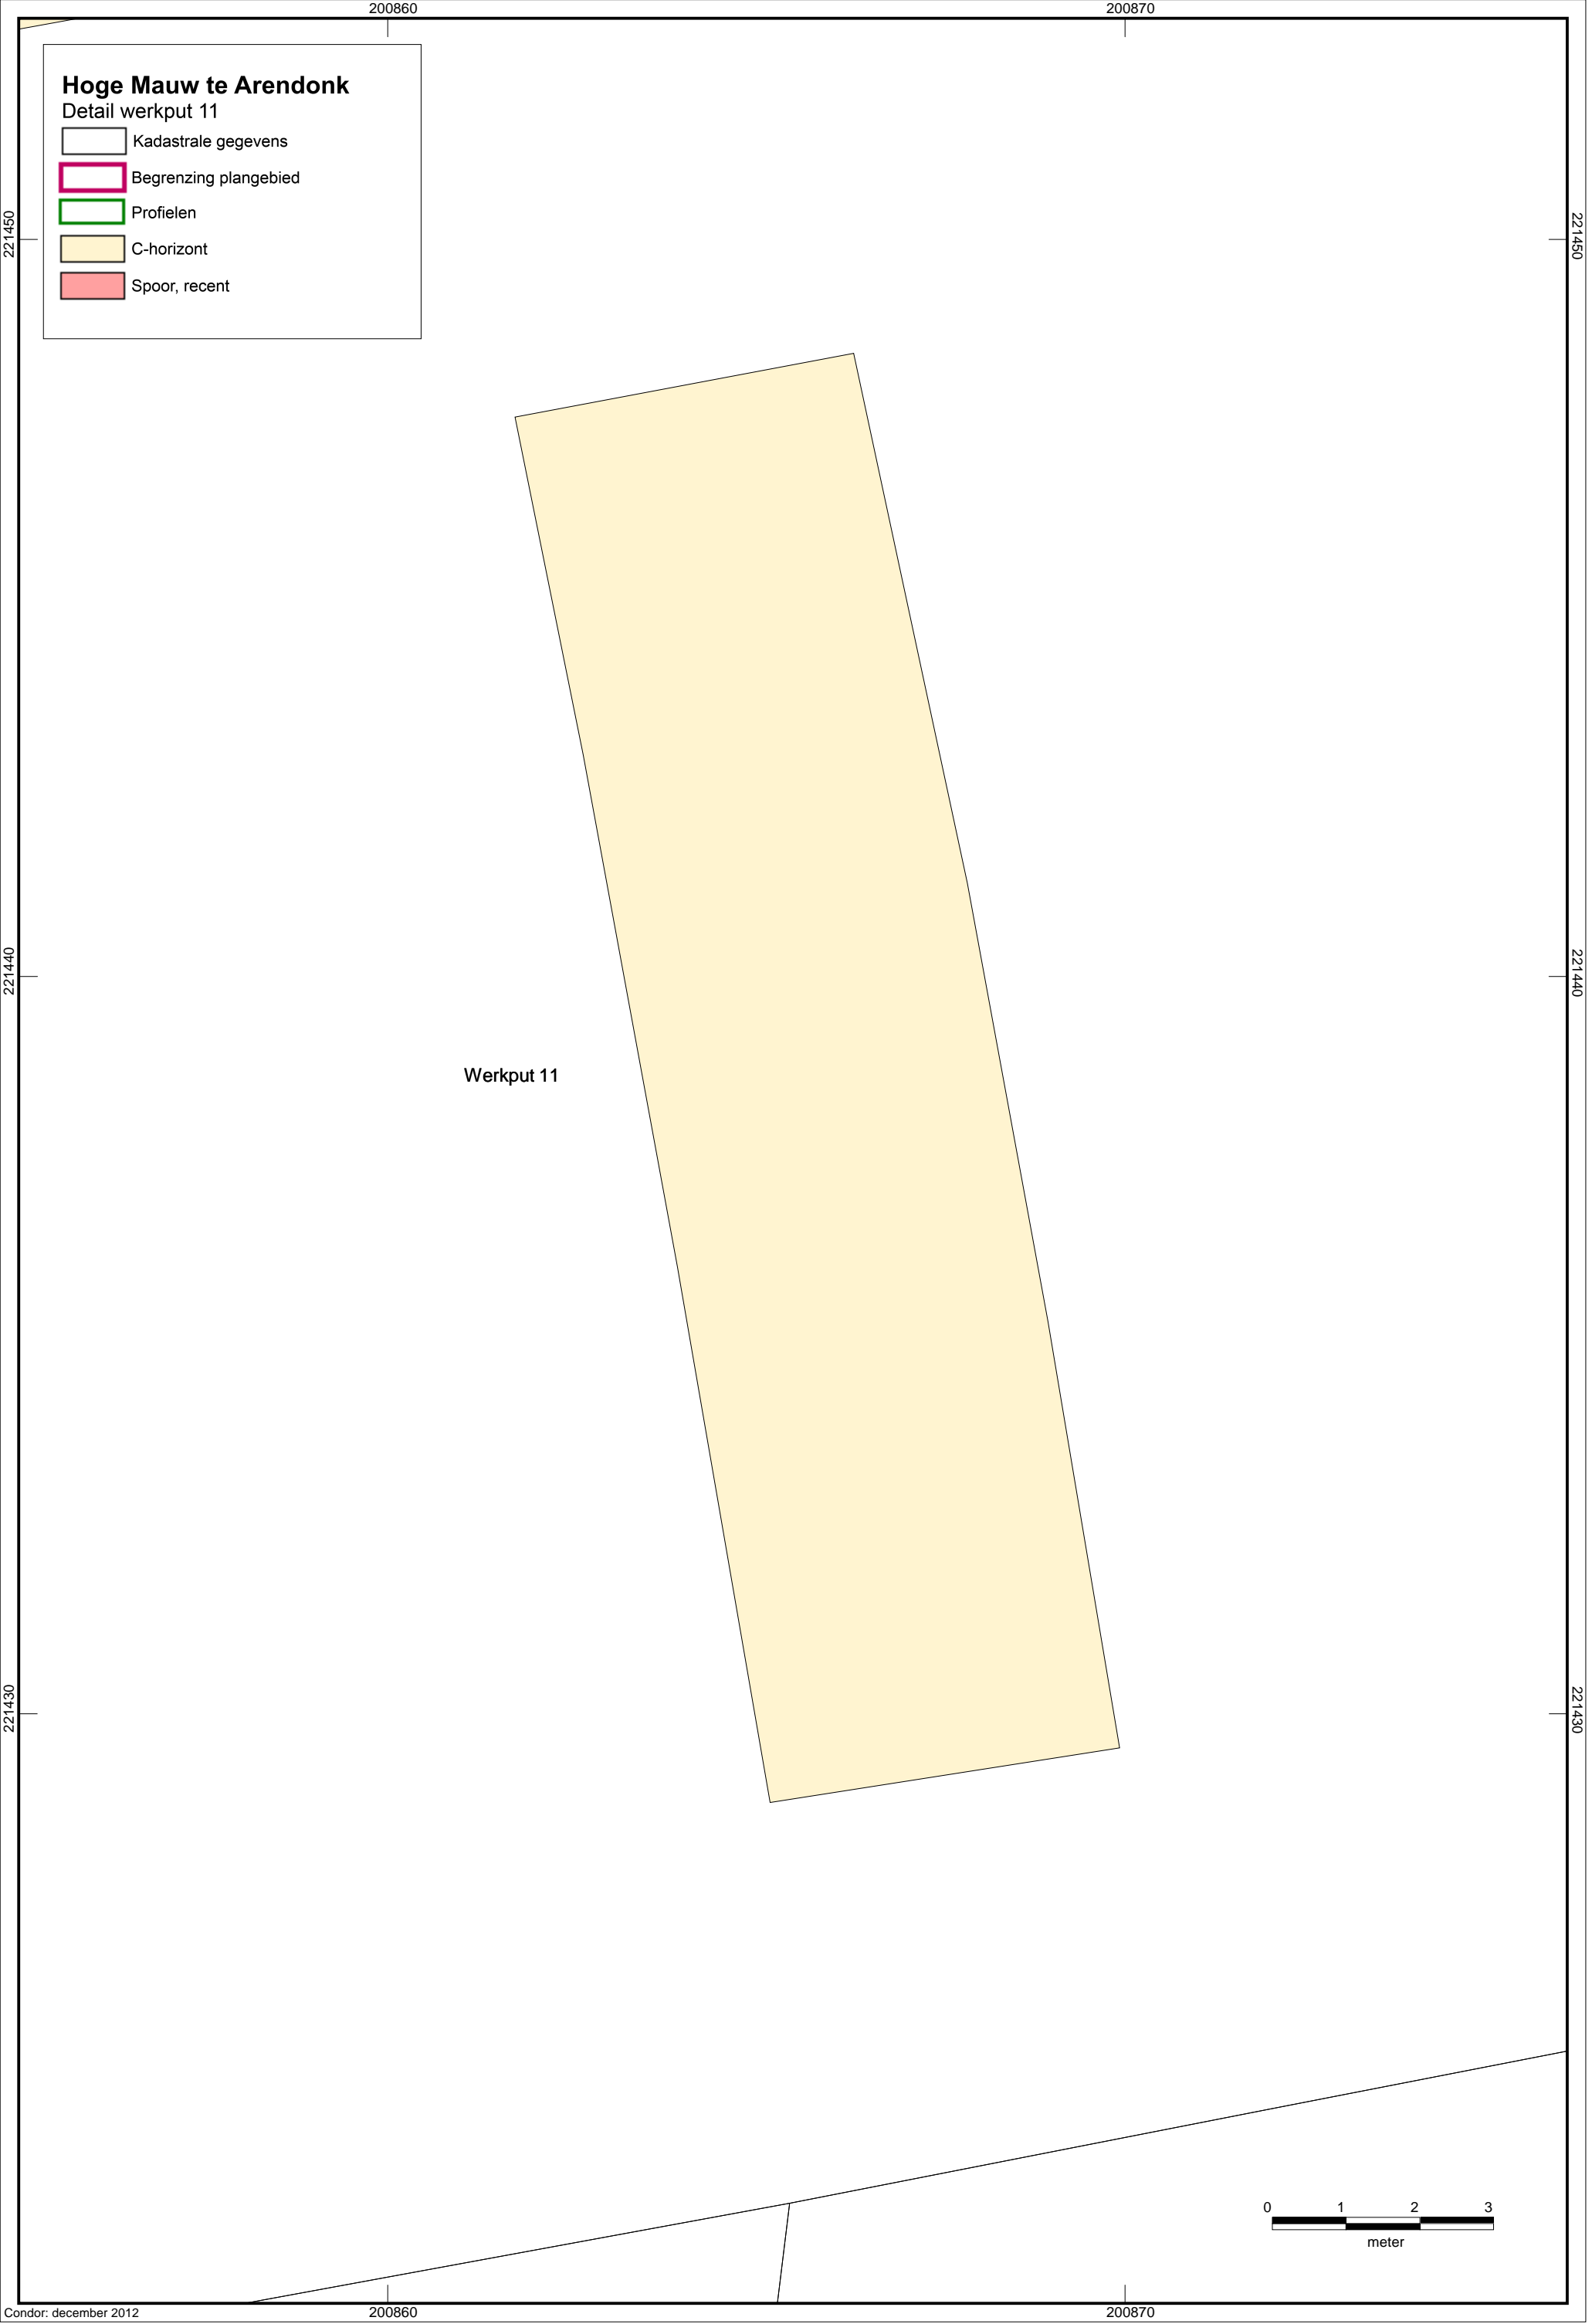 200860
200870
Hoge Mauw te Arendonk
Detail werkput 11
Kadastrale gegevens
Begrenzing plangebied
Profielen
C-horizont
Spoor, recent
221450
221450
221440
221440
Werkput 11
221430
221430
0 1 2 3
meter
Condor: december 2012
200860
200870